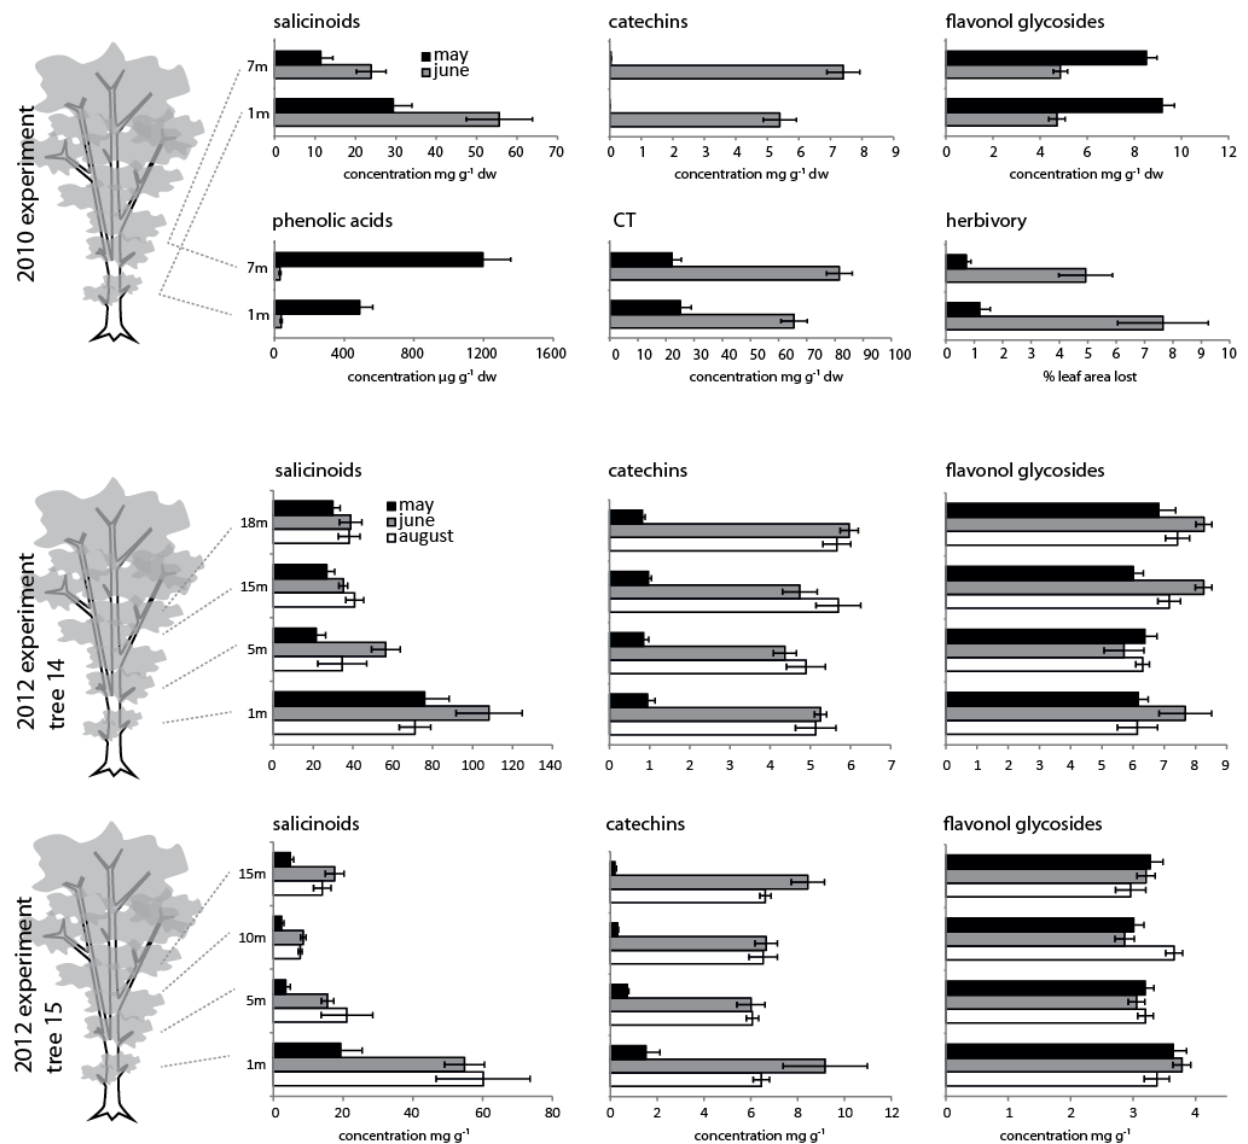 2010 experiment
salicinoids
catechins
flavonol glycosides
may
june
7m
1m
0 10 20 30 40 50 60 70
0 1 2 3 4 5 6 7 8 9
0 2 4 6 8 10 12
concentration mg g⁻¹ dw
concentration mg g⁻¹ dw
concentration mg g⁻¹ dw
phenolic acids
CT
herbivory
7m
1m
0 400 800 1200 1600
0 10 20 30 40 50 60 70 80 90 100
0 1 2 3 4 5 6 7 8 9 10
concentration µg g⁻¹ dw
concentration mg g⁻¹ dw
% leaf area lost
2012 experiment
tree 14
salicinoids
catechins
flavonol glycosides
may
june
august
18m
15m
5m
1m
0 20 40 60 80 100 120 140
0 1 2 3 4 5 6 7
0 1 2 3 4 5 6 7 8 9
2012 experiment
tree 15
salicinoids
catechins
flavonol glycosides
15m
10m
5m
1m
0 20 40 60 80
0 2 4 6 8 10 12
0 1 2 3 4
concentration mg g⁻¹
concentration mg g⁻¹
concentration mg g⁻¹